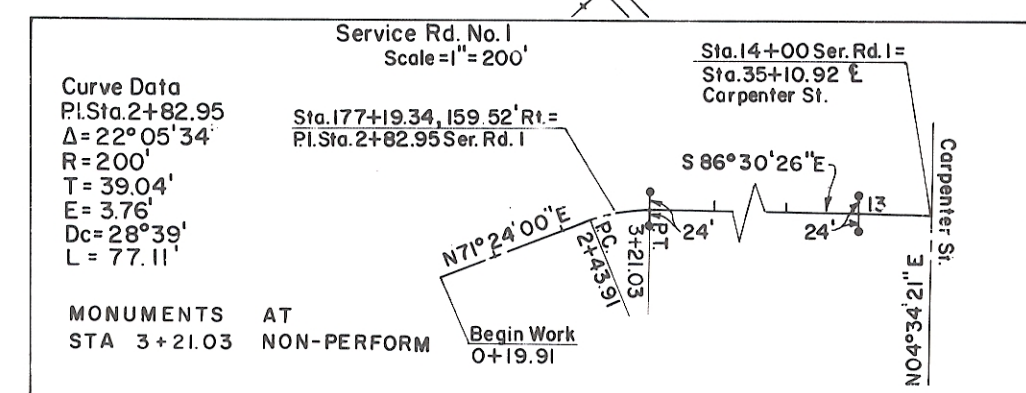 Service Rd. No. 1
Scale = 1" = 200'
Curve Data
P.I. Sta. 2+82.95
Δ = 22° 05' 34"
R = 200'
T = 39.04'
E = 3.76'
Dc = 28° 39'
L = 77.11'
MONUMENTS AT
STA 3+21.03 NON-PERFORM
Sta. 177+19.34, 159.52' Rt. =
P.I. Sta. 2+82.95 Ser. Rd. 1
Sta. 14+00 Ser. Rd. 1 =
Sta. 35+10.92 ℄
Carpenter St.
S 86° 30' 26" E
N 71° 24' 00" E
P.C.
2+43.91
3+21.03
P.T.
24'
24'
13
Begin Work
0+19.91
Carpenter St.
N 04° 34' 21" E